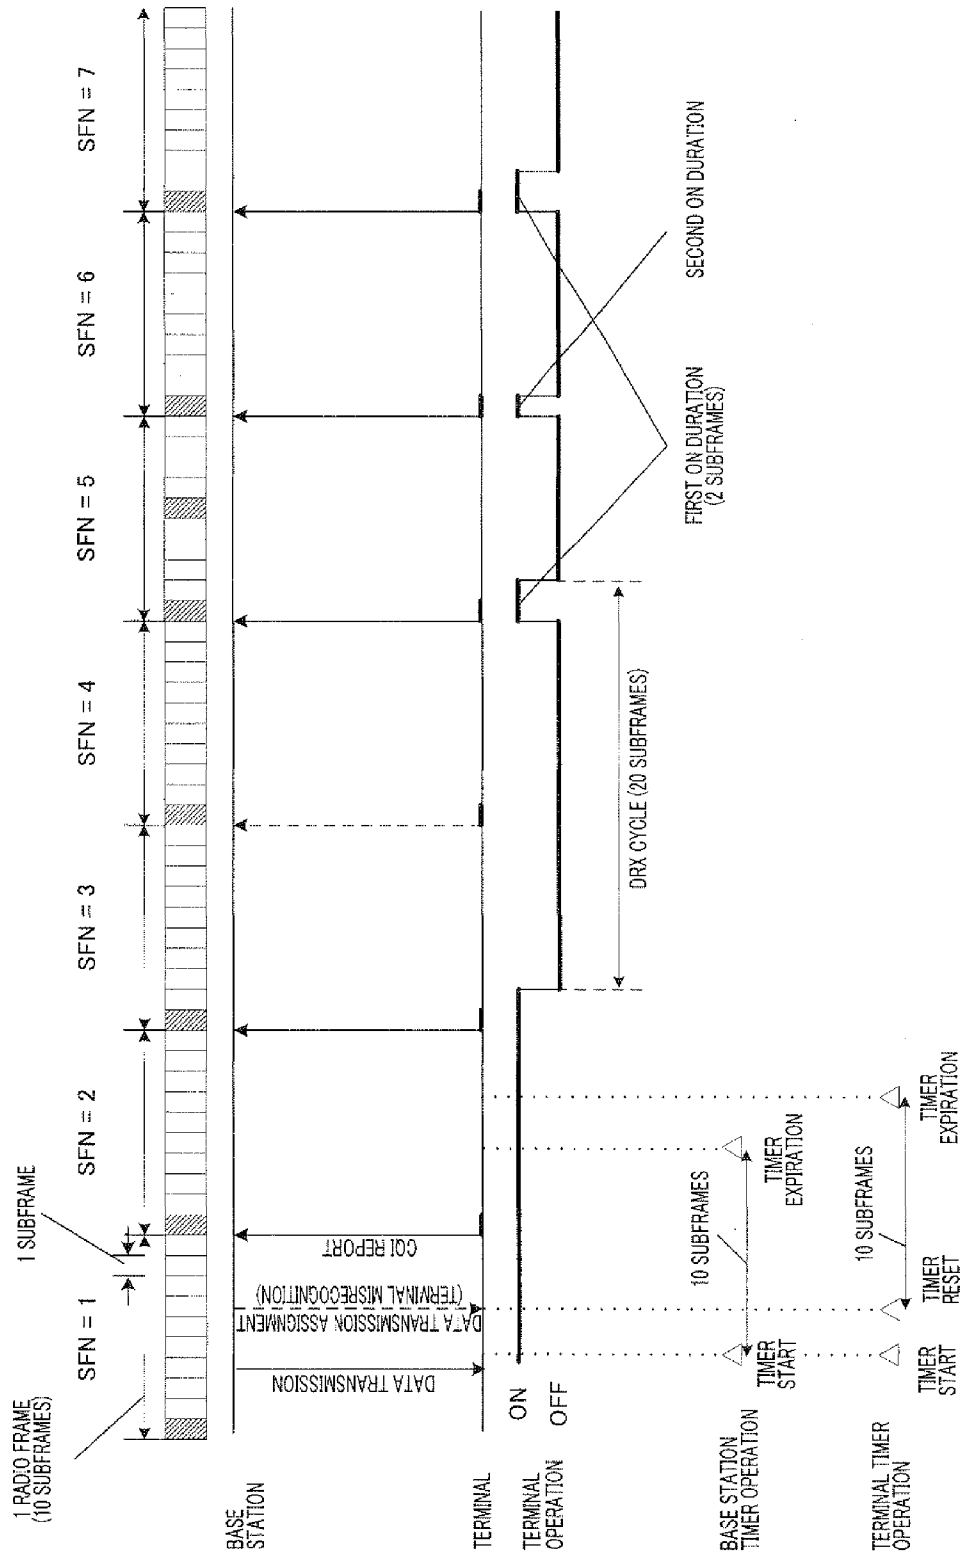 1 RADIO FRAME
(10 SUBFRAMES)
1 SUBFRAME
SFN = 1
SFN = 2
SFN = 3
SFN = 4
SFN = 5
SFN = 6
SFN = 7
BASE
STATION
DATA TRANSMISSION
DATA TRANSMISSION ASSIGNMENT
(TERMINAL MISRECOGNITION)
CQI REPORT
TERMINAL
TERMINAL
OPERATION
ON
OFF
DRX CYCLE (20 SUBFRAMES)
FIRST ON DURATION
(2 SUBFRAMES)
SECOND ON DURATION
BASE STATION
TIMER OPERATION
TIMER
START
10 SUBFRAMES
TIMER
EXPIRATION
TERMINAL TIMER
OPERATION
TIMER
START
TIMER
RESET
10 SUBFRAMES
TIMER
EXPIRATION